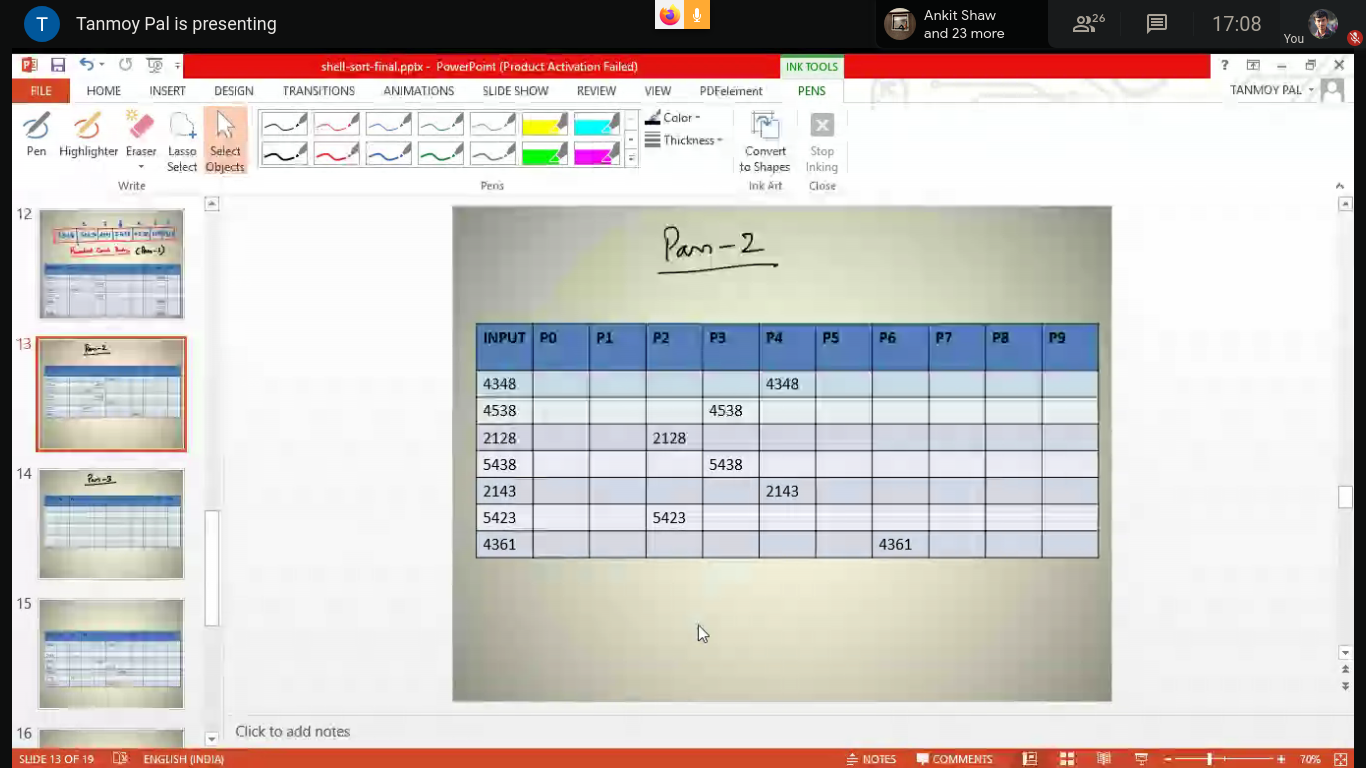 T Tanmoy Pal is presenting
Ankit Shaw
and 23 more
26
17:08
You
shell-sort-final.pptx - PowerPoint (Product Activation Failed)
INK TOOLS
?
FILE HOME INSERT DESIGN TRANSITIONS ANIMATIONS SLIDE SHOW REVIEW VIEW PDFelement PENS
TANMOY PAL
Pen Highlighter Eraser Lasso Select Select Objects
Color
Thickness
Convert to Shapes
Stop Inking
Write Pens Ink Art Close
12
13
14
15
16
Pass-2
INPUT P0 P1 P2 P3 P4 P5 P6 P7 P8 P9
4348 4348
4538 4538
2128 2128
5438 5438
2143 2143
5423 5423
4361 4361
Click to add notes
SLIDE 13 OF 19 ENGLISH (INDIA) NOTES COMMENTS 70%